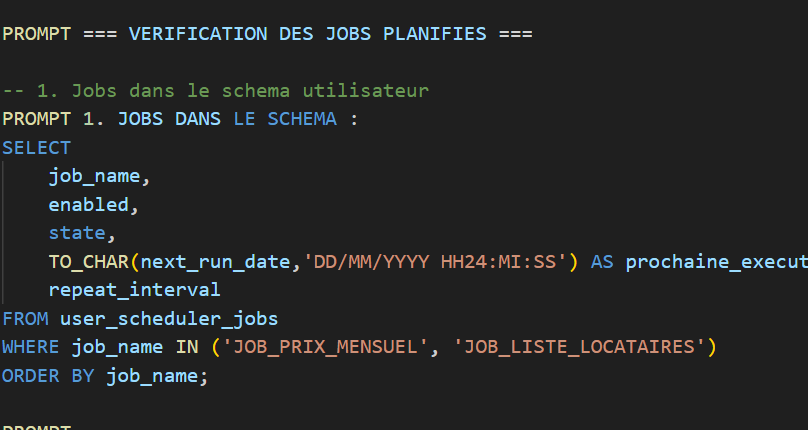 PROMPT === VERIFICATION DES JOBS PLANIFIES ===
-- 1. Jobs dans le schema utilisateur
PROMPT 1. JOBS DANS LE SCHEMA :
SELECT
job_name,
enabled,
state,
TO_CHAR(next_run_date,'DD/MM/YYYY HH24:MI:SS') AS prochaine_execut
repeat_interval
FROM user_scheduler_jobs
WHERE job_name IN ('JOB_PRIX_MENSUEL', 'JOB_LISTE_LOCATAIRES')
ORDER BY job_name;
PROMPT